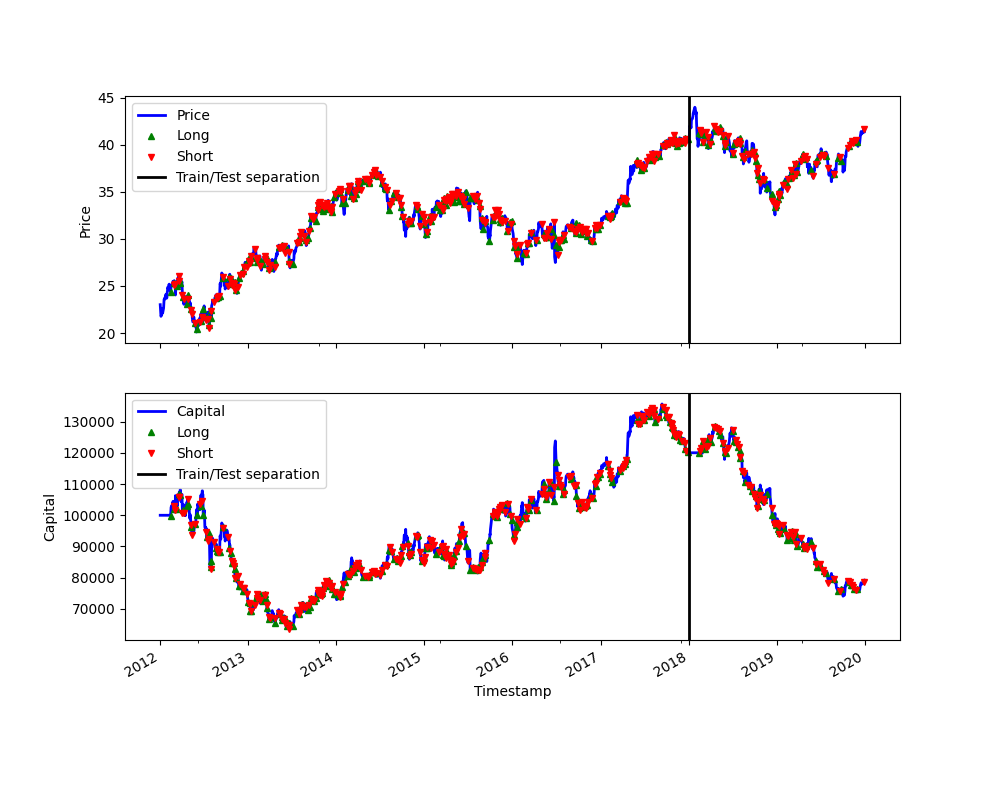 45
40
35
30
25
20
Price
Price
Long
Short
Train/Test separation
130000
120000
110000
100000
90000
80000
70000
Capital
Capital
Long
Short
Train/Test separation
2012 2013 2014 2015 2016 2017 2018 2019 2020
Timestamp